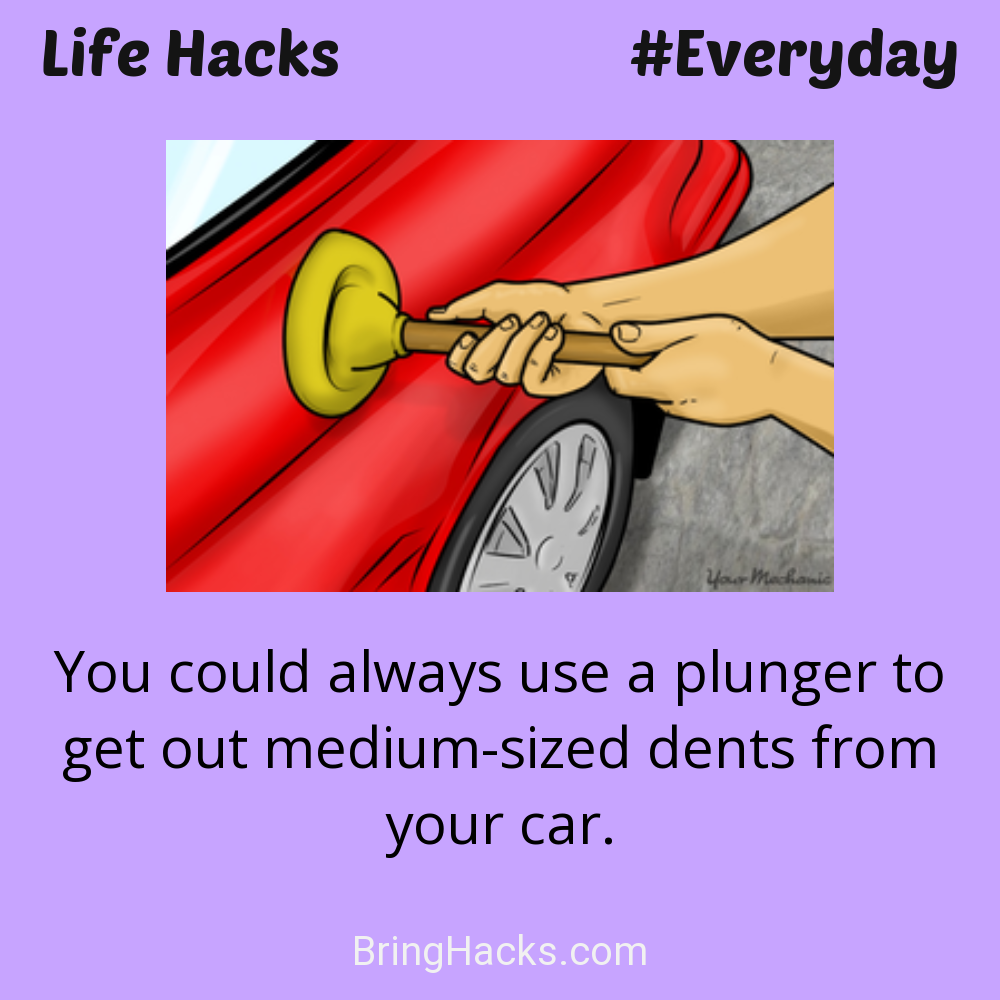 Life Hacks
#Everyday
Your Mechanic
You could always use a plunger to
get out medium-sized dents from
your car.
BringHacks.com